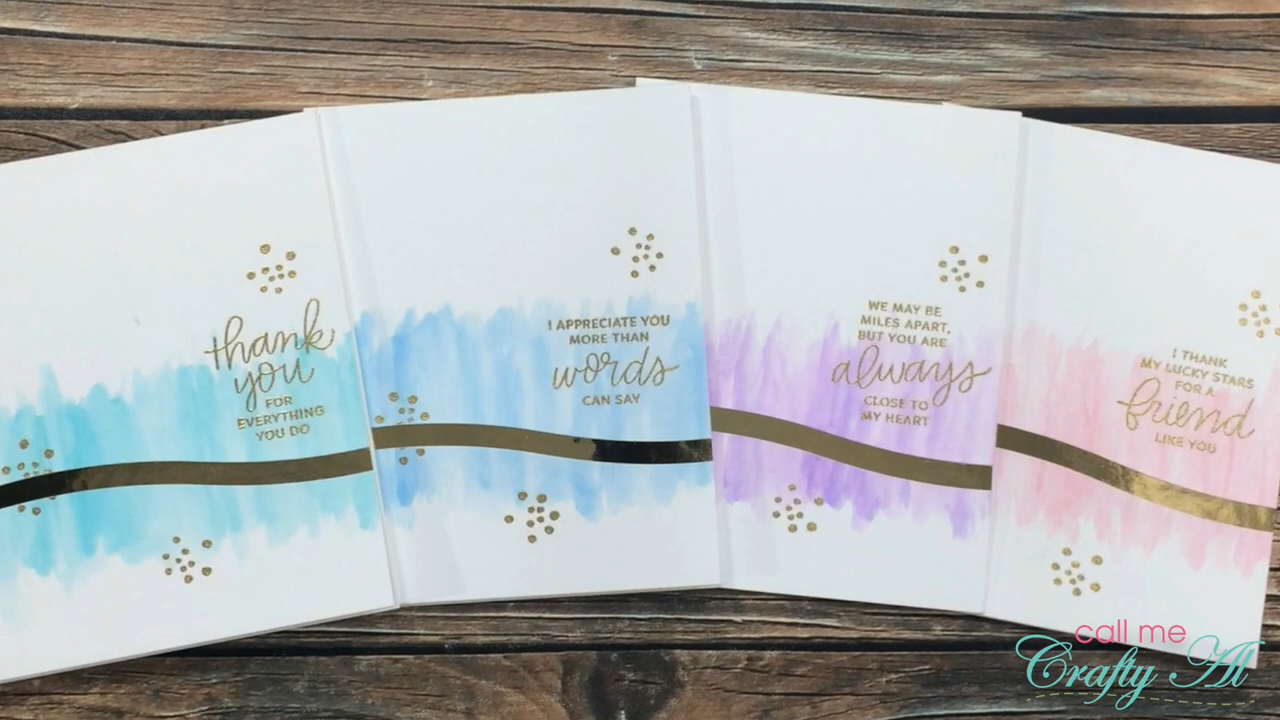 thank
you
FOR
EVERYTHING
YOU DO
I APPRECIATE YOU
MORE THAN
words
CAN SAY
WE MAY BE
MILES APART,
BUT YOU ARE
always
CLOSE TO
MY HEART
I THANK
MY LUCKY STARS
FOR A
friend
LIKE YOU
call me
Crafty Al